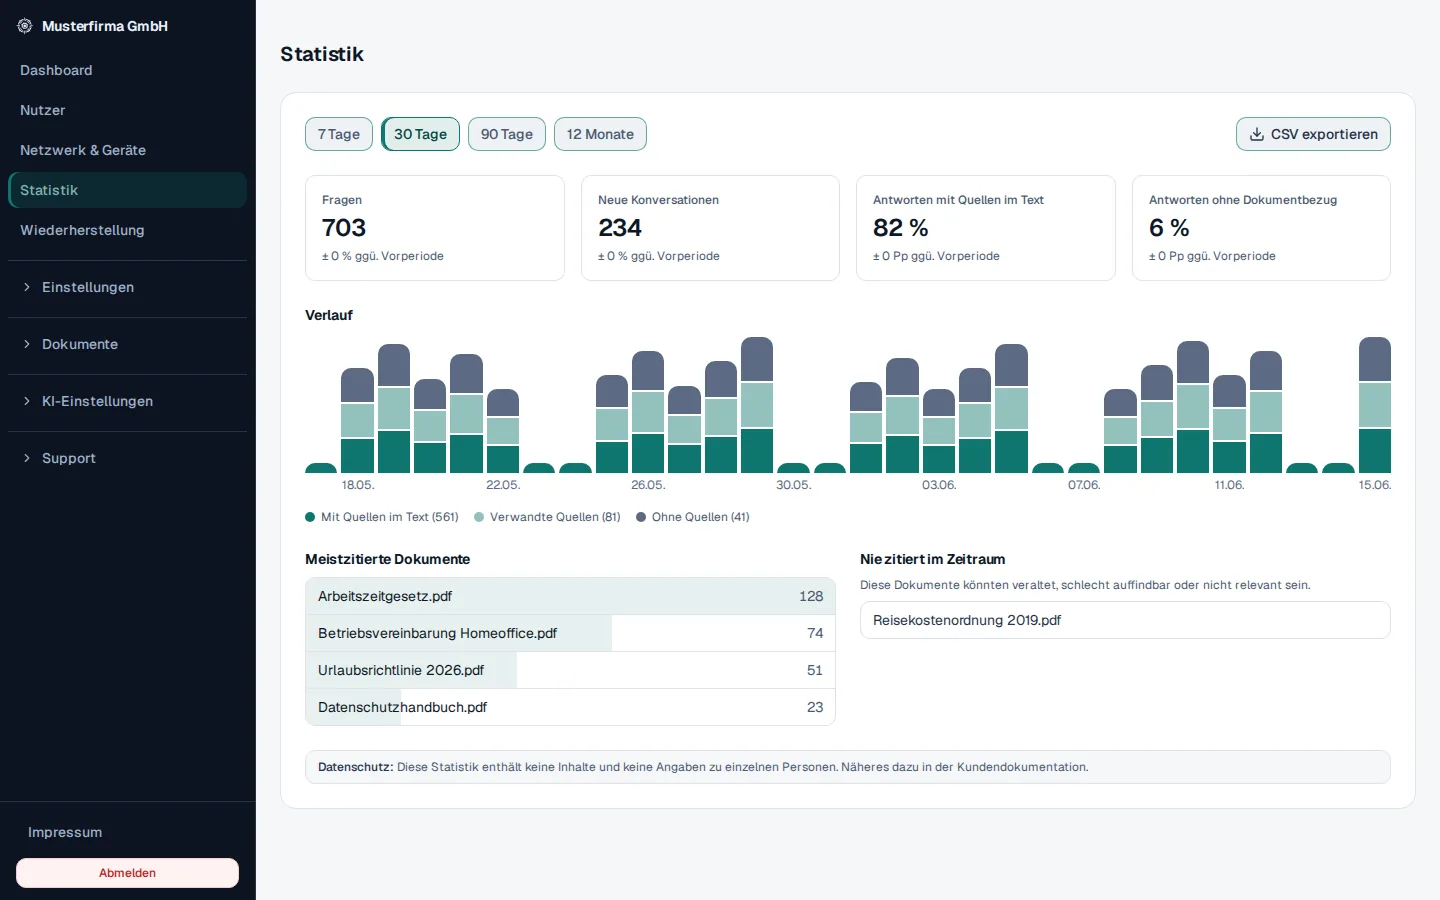 Musterfirma GmbH
Dashboard
Nutzer
Netzwerk & Geräte
Statistik
Wiederherstellung
Einstellungen
Dokumente
KI-Einstellungen
Support
Impressum
Abmelden
Statistik
7 Tage
30 Tage
90 Tage
12 Monate
CSV exportieren
Fragen
703
± 0 % ggü. Vorperiode
Neue Konversationen
234
± 0 % ggü. Vorperiode
Antworten mit Quellen im Text
82 %
± 0 Pp ggü. Vorperiode
Antworten ohne Dokumentbezug
6 %
± 0 Pp ggü. Vorperiode
Verlauf
18.05. 22.05. 26.05. 30.05. 03.06. 07.06. 11.06. 15.06.
Mit Quellen im Text (561) Verwandte Quellen (81) Ohne Quellen (41)
Meistzitierte Dokumente
Arbeitszeitgesetz.pdf 128
Betriebsvereinbarung Homeoffice.pdf 74
Urlaubsrichtlinie 2026.pdf 51
Datenschutzhandbuch.pdf 23
Nie zitiert im Zeitraum
Diese Dokumente könnten veraltet, schlecht auffindbar oder nicht relevant sein.
Reisekostenordnung 2019.pdf
Datenschutz: Diese Statistik enthält keine Inhalte und keine Angaben zu einzelnen Personen. Näheres dazu in der Kundendokumentation.